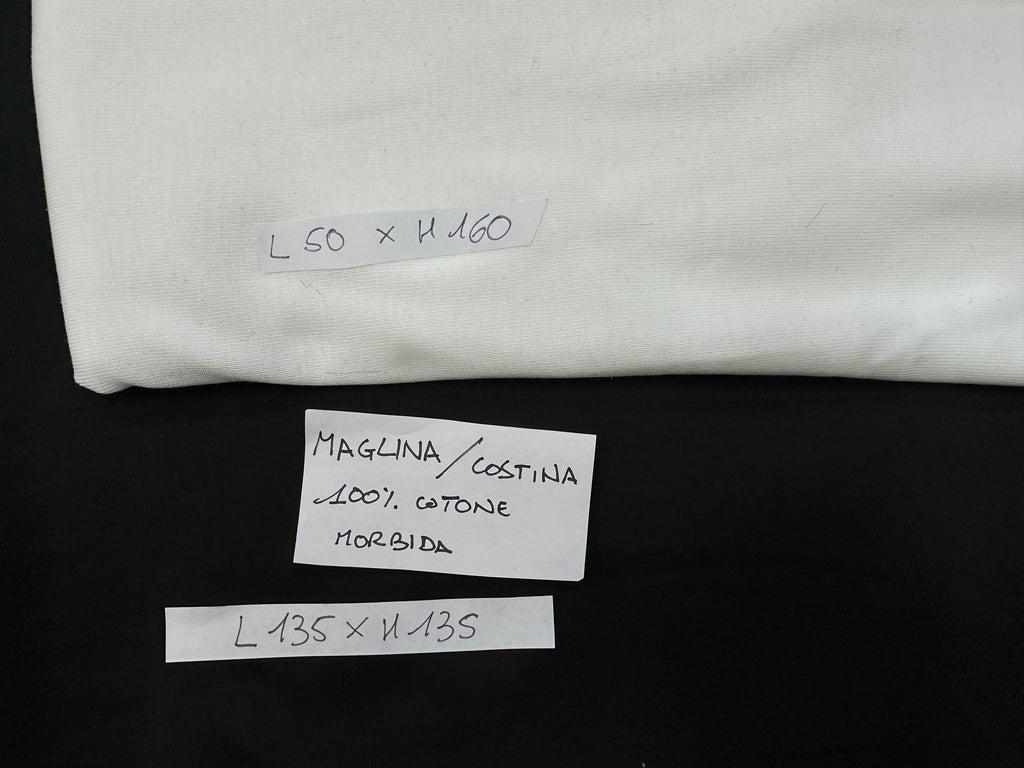 L 50 x H 160
MAGLINA/COSTINA
100% COTONE
MORBIDA
L 135 x H 135